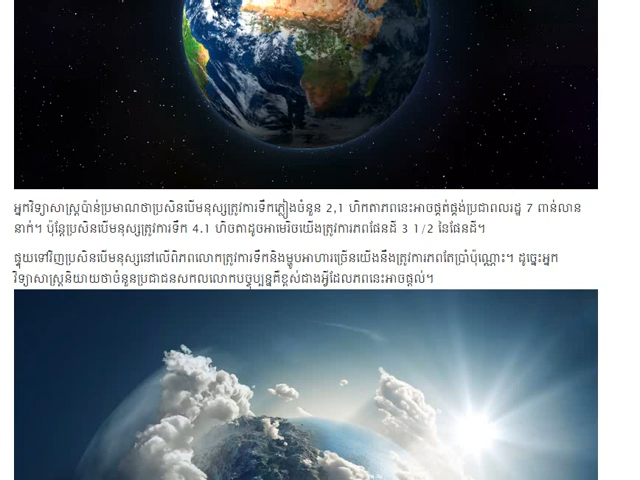 អ្នកវិទ្យាសាស្ត្រប៉ាន់ប្រមាណថាប្រសិនបើមនុស្សត្រូវការទឹកភ្លៀងចំនួន 2,1 ហិកតាភពនេះអាចផ្គត់ផ្គង់ប្រជាពលរដ្ឋ 7 ពាន់លាន
នាក់។ ប៉ុន្តែប្រសិនបើមនុស្សត្រូវការទឹក 4.1 ហិចតាដូចអាមេរិចយើងត្រូវការភពផែនដី 3 1/2 នៃផែនដី។
ផ្ទុយទៅវិញប្រសិនបើមនុស្សនៅលើពិភពលោកត្រូវការទឹកនិងម្ហូបអាហារច្រើនយើងនឹងត្រូវការភពតែប្រាំប៉ុណ្ណោះ។ ដូច្នេះអ្នក
វិទ្យាសាស្ត្រនិយាយថាចំនួនប្រជាជនសកលលោកបច្ចុប្បន្នគឺខ្ពស់ជាងអ្វីដែលភពនេះអាចផ្តល់។